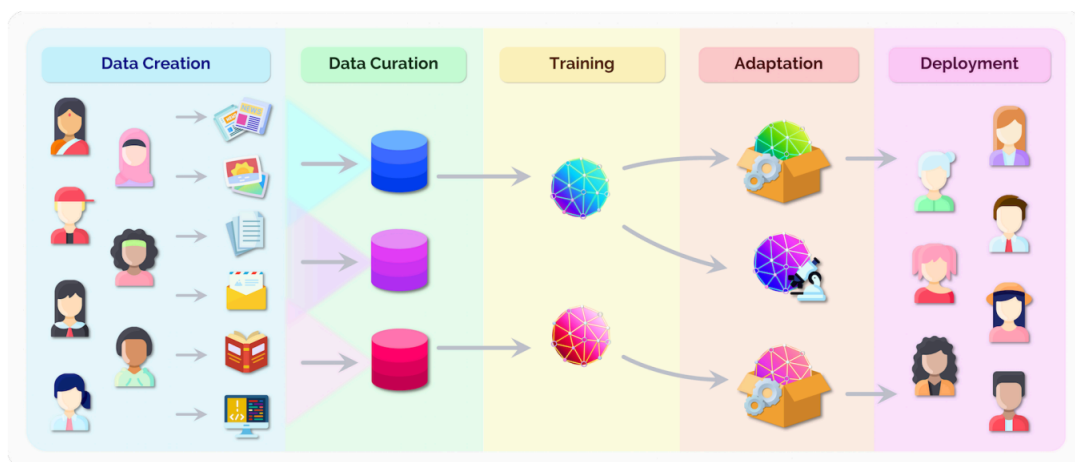 Data Creation
Data Curation
Training
Adaptation
Deployment
NEWS